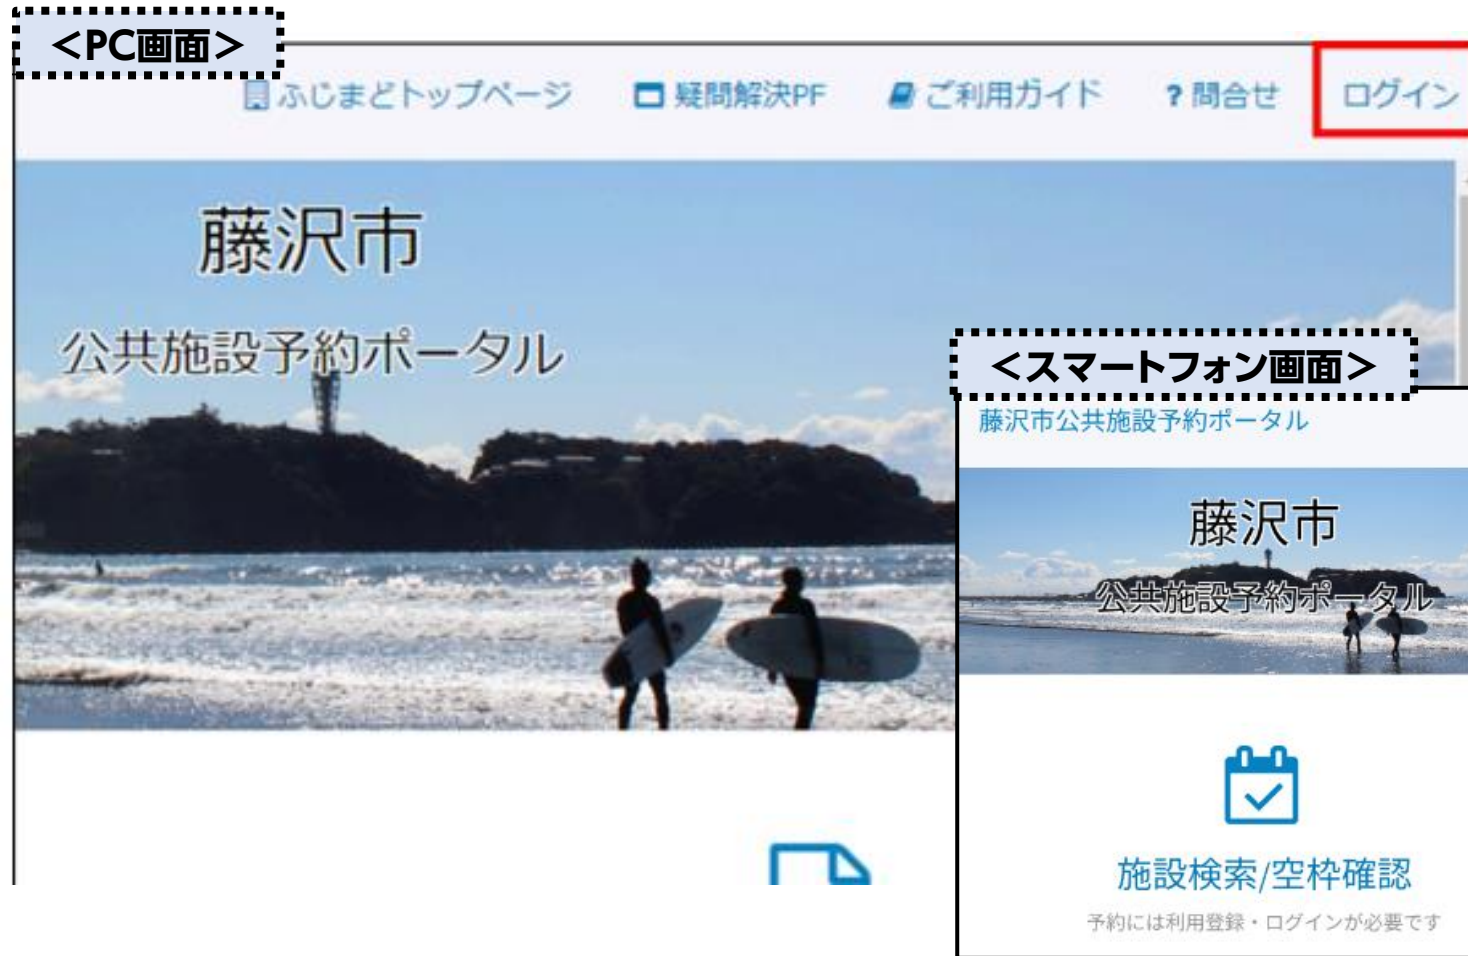 ＜PC画面＞
ふじまどトップページ 疑問解決PF ご利用ガイド ? 問合せ ログイン
藤沢市
公共施設予約ポータル
＜スマートフォン画面＞
藤沢市公共施設予約ポータル
藤沢市
公共施設予約ポータル
施設検索/空枠確認
予約には利用登録・ログインが必要です